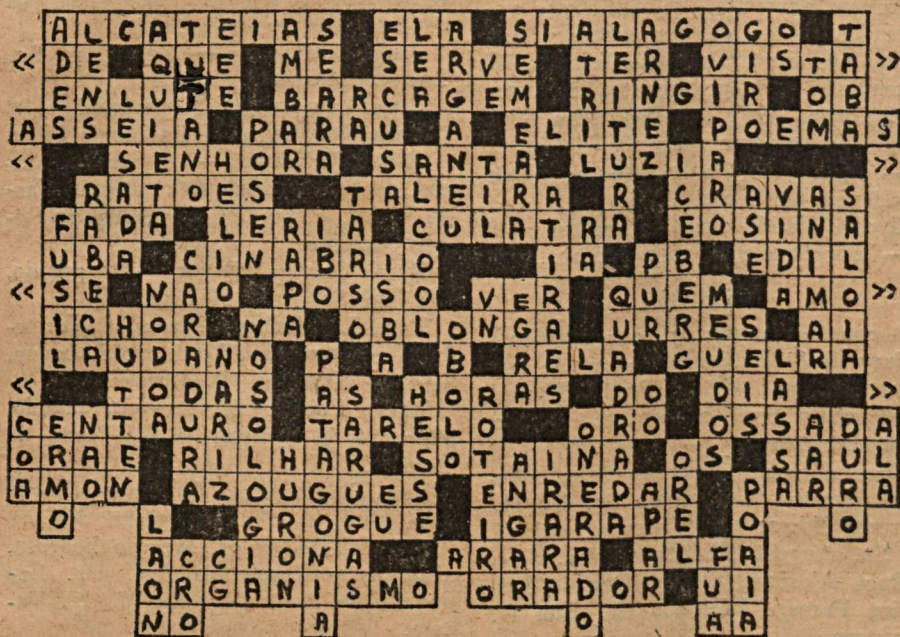 ALCATEIAS ELA SIALAGOGO T
« DE QUE ME SERVE TER VISTA »
ENLUTE BARCAGEM RINGIR OB
ASSEIA PARAU A ELITE POEMAS
« SENHORA SANTA LUZIA »
RATOES TALEIRA R CRAVAS
FADA LERIA CULATRA EOSINA
UBA CINABRIO IA PB EDIL
« SE NAO POSSO VER QUEM AMO »
ICHOR NA OBLONGA URRES AI
LAUDANO P A B RELA GUELRA
« TODAS AS HORAS DO DIA »
CENTAURO TARELO ORO OSSADA
ORAE RILHAR SOTAINA OS SAUL
AMON AZOUGUES ENREDAR PARRA
O L GROGUE IGARAPE O O
ACCIONA ARARA ALFA
ORGANISMO ORADOR UI
NO A O AA